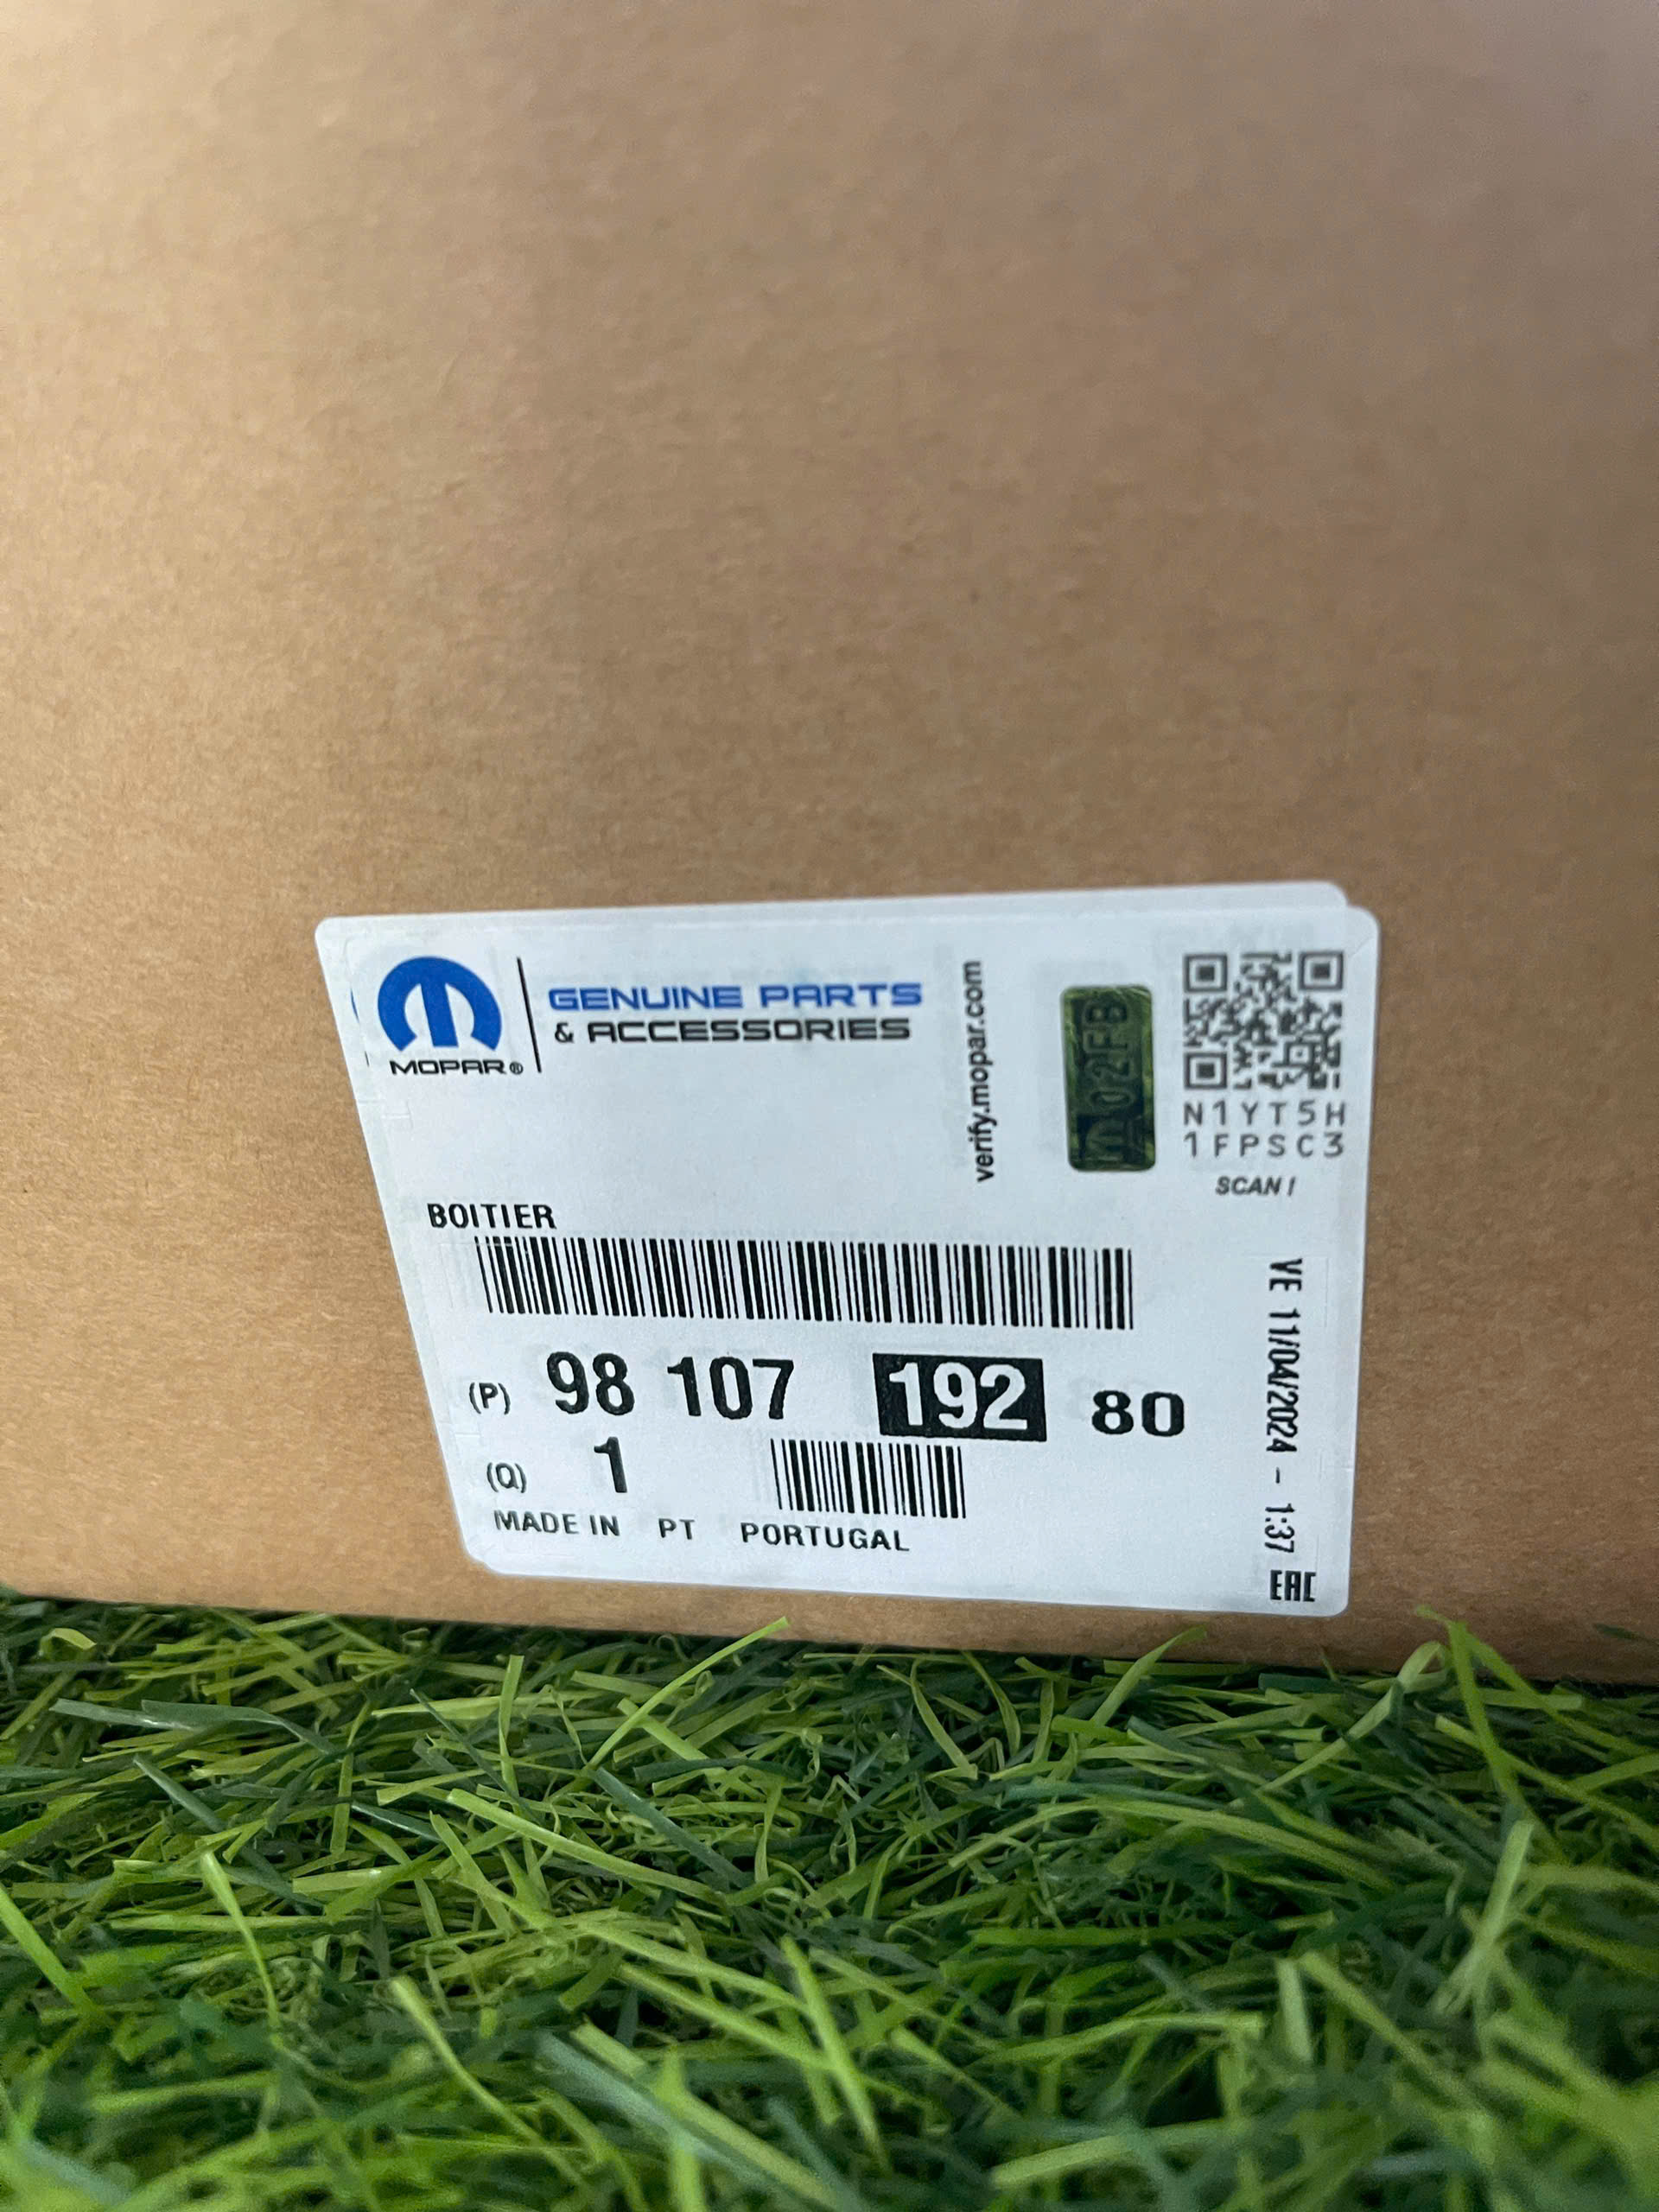 MOPAR®
GENUINE PARTS
& ACCESSORIES
verify.mopar.com
m 02FB
N1YT5H
1FPSC3
SCAN !
BOITIER
(P) 98 107 192 80
(Q) 1
MADE IN PT PORTUGAL
VE 11/04/2024 - 1:37
EAC